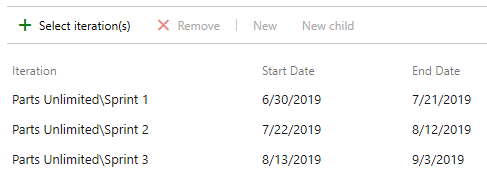 Select iteration(s) Remove New New child
Iteration Start Date End Date
Parts Unlimited\Sprint 1 6/30/2019 7/21/2019
Parts Unlimited\Sprint 2 7/22/2019 8/12/2019
Parts Unlimited\Sprint 3 8/13/2019 9/3/2019